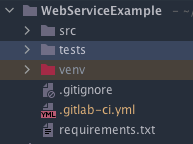 WebServiceExample
src
tests
venv
.gitignore
YML .gitlab-ci.yml
requirements.txt